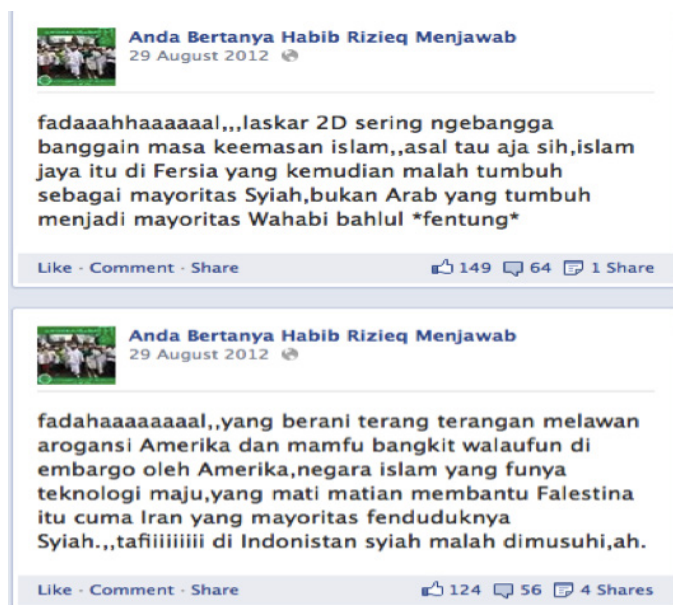 Anda Bertanya Habib Rizieq Menjawab
29 August 2012
fadaaahhaaaaaal,,,laskar 2D sering ngebangga
banggain masa keemasan islam,,asal tau aja sih,islam
jaya itu di Fersia yang kemudian malah tumbuh
sebagai mayoritas Syiah,bukan Arab yang tumbuh
menjadi mayoritas Wahabi bahlul *fentung*
Like · Comment · Share 149 64 1 Share
Anda Bertanya Habib Rizieq Menjawab
29 August 2012
fadahaaaaaaaal,,yang berani terang terangan melawan
arogansi Amerika dan mamfu bangkit walaufun di
embargo oleh Amerika,negara islam yang funya
teknologi maju,yang mati matian membantu Falestina
itu cuma Iran yang mayoritas fenduduknya
Syiah.,,tafiiiiiiiii di Indonistan syiah malah dimusuhi,ah.
Like · Comment · Share 124 56 4 Shares